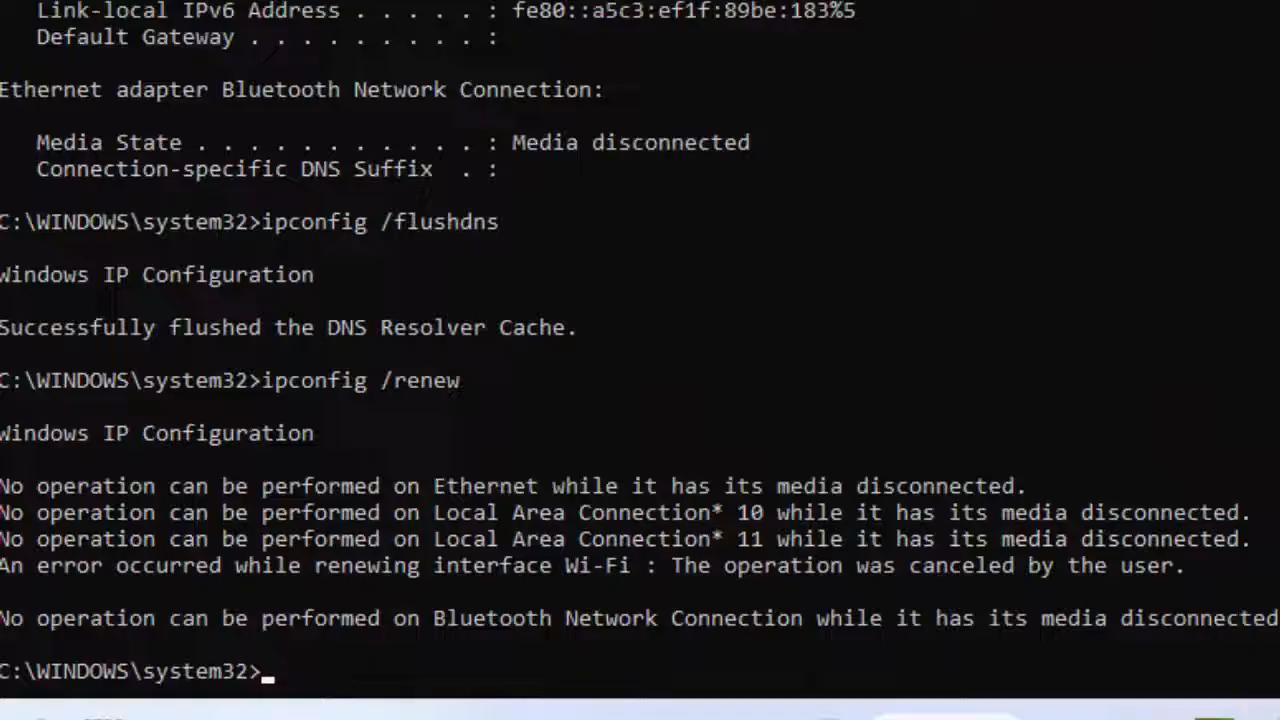 Link-local IPv6 Address . . . . . : fe80::a5c3:ef1f:89be:183%5
Default Gateway . . . . . . . . . :
Ethernet adapter Bluetooth Network Connection:
Media State . . . . . . . . . . . : Media disconnected
Connection-specific DNS Suffix  . :
C:\WINDOWS\system32>ipconfig /flushdns
Windows IP Configuration
Successfully flushed the DNS Resolver Cache.
C:\WINDOWS\system32>ipconfig /renew
Windows IP Configuration
No operation can be performed on Ethernet while it has its media disconnected.
No operation can be performed on Local Area Connection* 10 while it has its media disconnected.
No operation can be performed on Local Area Connection* 11 while it has its media disconnected.
An error occurred while renewing interface Wi-Fi : The operation was canceled by the user.
No operation can be performed on Bluetooth Network Connection while it has its media disconnected
C:\WINDOWS\system32>